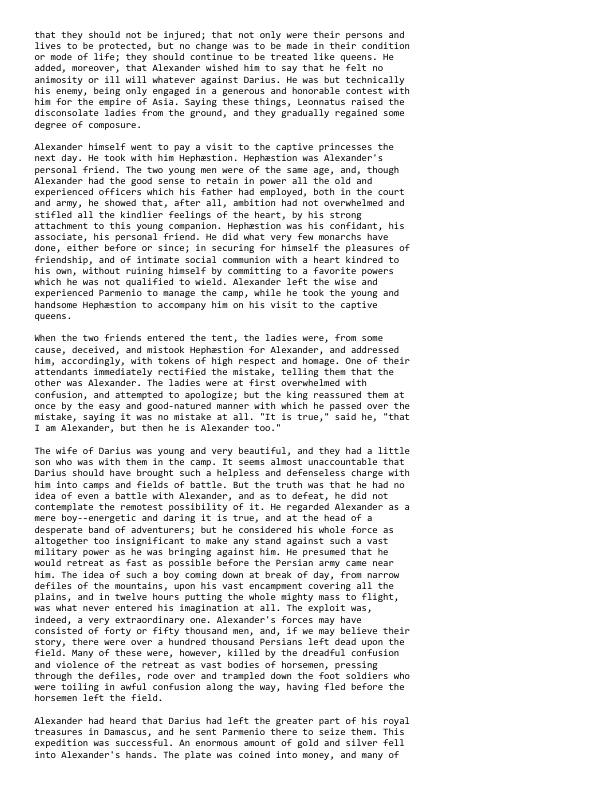 that they should not be injured; that not only were their persons and
lives to be protected, but no change was to be made in their condition
or mode of life; they should continue to be treated like queens. He
added, moreover, that Alexander wished him to say that he felt no
animosity or ill will whatever against Darius. He was but technically
his enemy, being only engaged in a generous and honorable contest with
him for the empire of Asia. Saying these things, Leonnatus raised the
disconsolate ladies from the ground, and they gradually regained some
degree of composure.

Alexander himself went to pay a visit to the captive princesses the
next day. He took with him Hephæstion. Hephæstion was Alexander's
personal friend. The two young men were of the same age, and, though
Alexander had the good sense to retain in power all the old and
experienced officers which his father had employed, both in the court
and army, he showed that, after all, ambition had not overwhelmed and
stifled all the kindlier feelings of the heart, by his strong
attachment to this young companion. Hephæstion was his confidant, his
associate, his personal friend. He did what very few monarchs have
done, either before or since; in securing for himself the pleasures of
friendship, and of intimate social communion with a heart kindred to
his own, without ruining himself by committing to a favorite powers
which he was not qualified to wield. Alexander left the wise and
experienced Parmenio to manage the camp, while he took the young and
handsome Hephæstion to accompany him on his visit to the captive
queens.

When the two friends entered the tent, the ladies were, from some
cause, deceived, and mistook Hephæstion for Alexander, and addressed
him, accordingly, with tokens of high respect and homage. One of their
attendants immediately rectified the mistake, telling them that the
other was Alexander. The ladies were at first overwhelmed with
confusion, and attempted to apologize; but the king reassured them at
once by the easy and good-natured manner with which he passed over the
mistake, saying it was no mistake at all. "It is true," said he, "that
I am Alexander, but then he is Alexander too."

The wife of Darius was young and very beautiful, and they had a little
son who was with them in the camp. It seems almost unaccountable that
Darius should have brought such a helpless and defenseless charge with
him into camps and fields of battle. But the truth was that he had no
idea of even a battle with Alexander, and as to defeat, he did not
contemplate the remotest possibility of it. He regarded Alexander as a
mere boy--energetic and daring it is true, and at the head of a
desperate band of adventurers; but he considered his whole force as
altogether too insignificant to make any stand against such a vast
military power as he was bringing against him. He presumed that he
would retreat as fast as possible before the Persian army came near
him. The idea of such a boy coming down at break of day, from narrow
defiles of the mountains, upon his vast encampment covering all the
plains, and in twelve hours putting the whole mighty mass to flight,
was what never entered his imagination at all. The exploit was,
indeed, a very extraordinary one. Alexander's forces may have
consisted of forty or fifty thousand men, and, if we may believe their
story, there were over a hundred thousand Persians left dead upon the
field. Many of these were, however, killed by the dreadful confusion
and violence of the retreat as vast bodies of horsemen, pressing
through the defiles, rode over and trampled down the foot soldiers who
were toiling in awful confusion along the way, having fled before the
horsemen left the field.

Alexander had heard that Darius had left the greater part of his royal
treasures in Damascus, and he sent Parmenio there to seize them. This
expedition was successful. An enormous amount of gold and silver fell
into Alexander's hands. The plate was coined into money, and many of